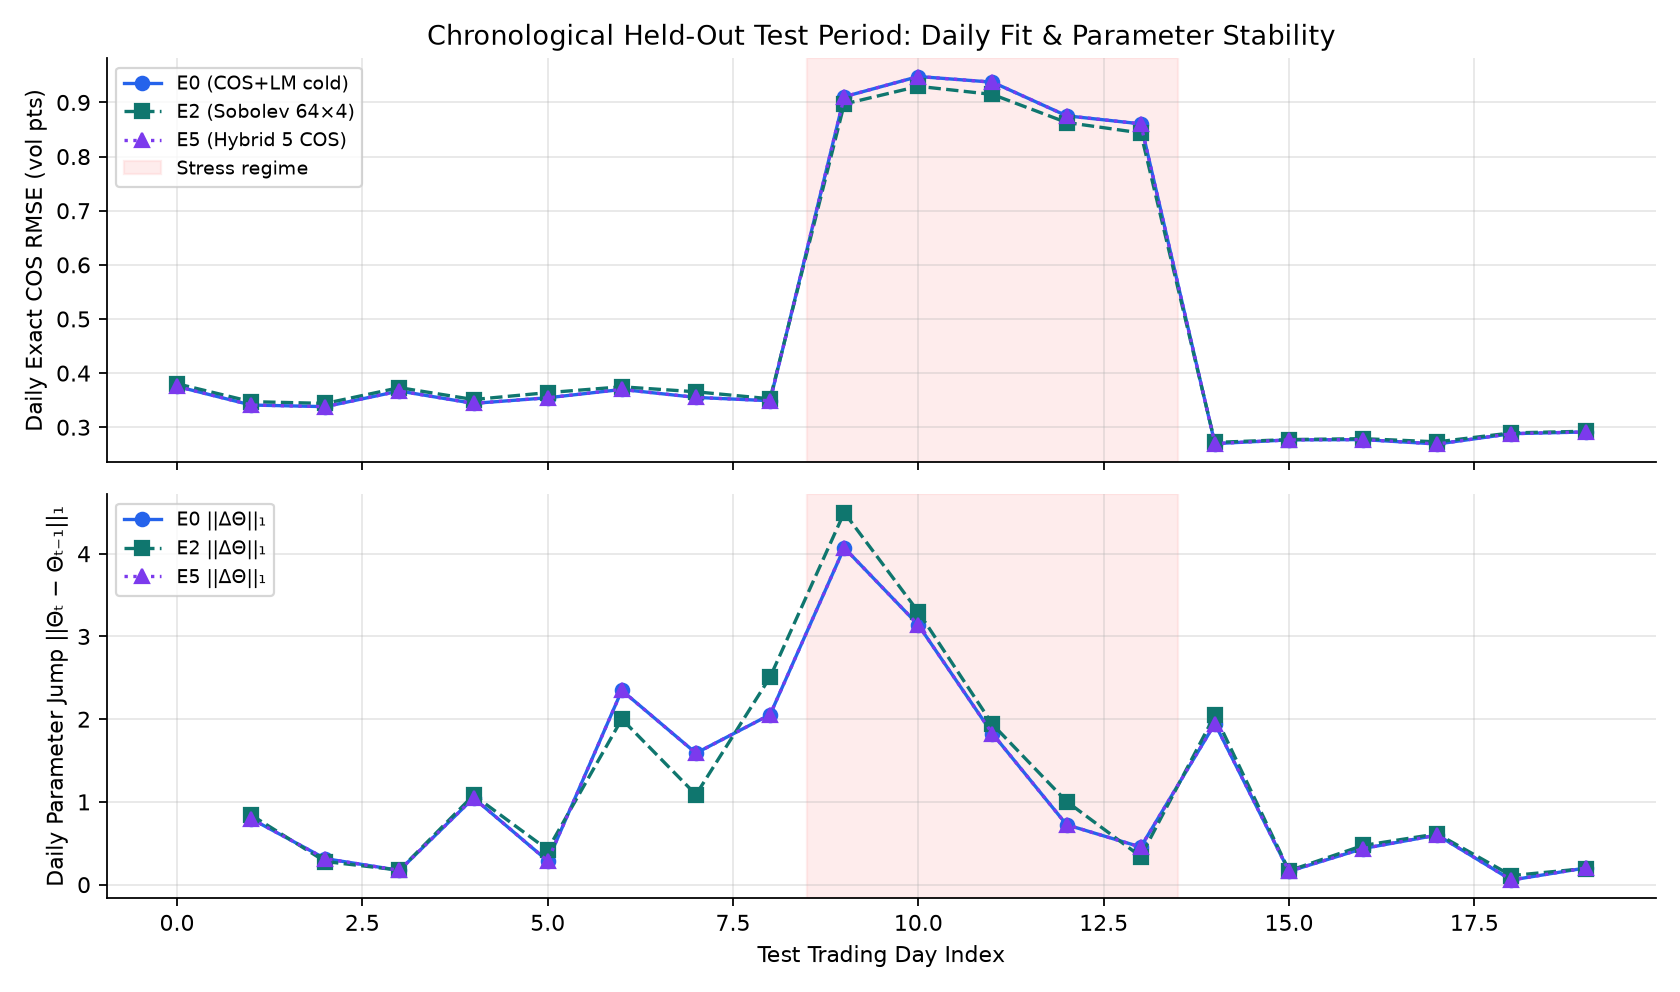 Chronological Held-Out Test Period: Daily Fit & Parameter Stability
Daily Exact COS RMSE (vol pts)
0.9
0.8
0.7
0.6
0.5
0.4
0.3
E0 (COS+LM cold)
E2 (Sobolev 64×4)
E5 (Hybrid 5 COS)
Stress regime
Daily Parameter Jump ||Θₜ − Θₜ₋₁||₁
4
3
2
1
0
E0 ||ΔΘ||₁
E2 ||ΔΘ||₁
E5 ||ΔΘ||₁
0.0 2.5 5.0 7.5 10.0 12.5 15.0 17.5
Test Trading Day Index